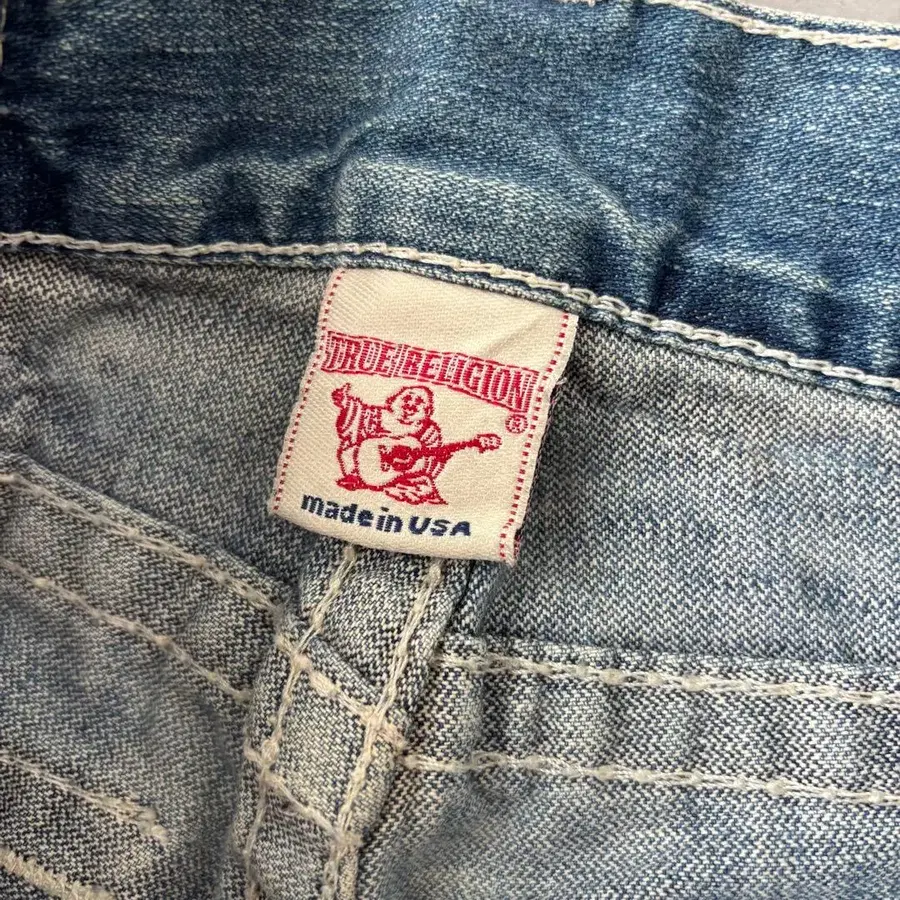 TRUE RELIGION
®
made in USA